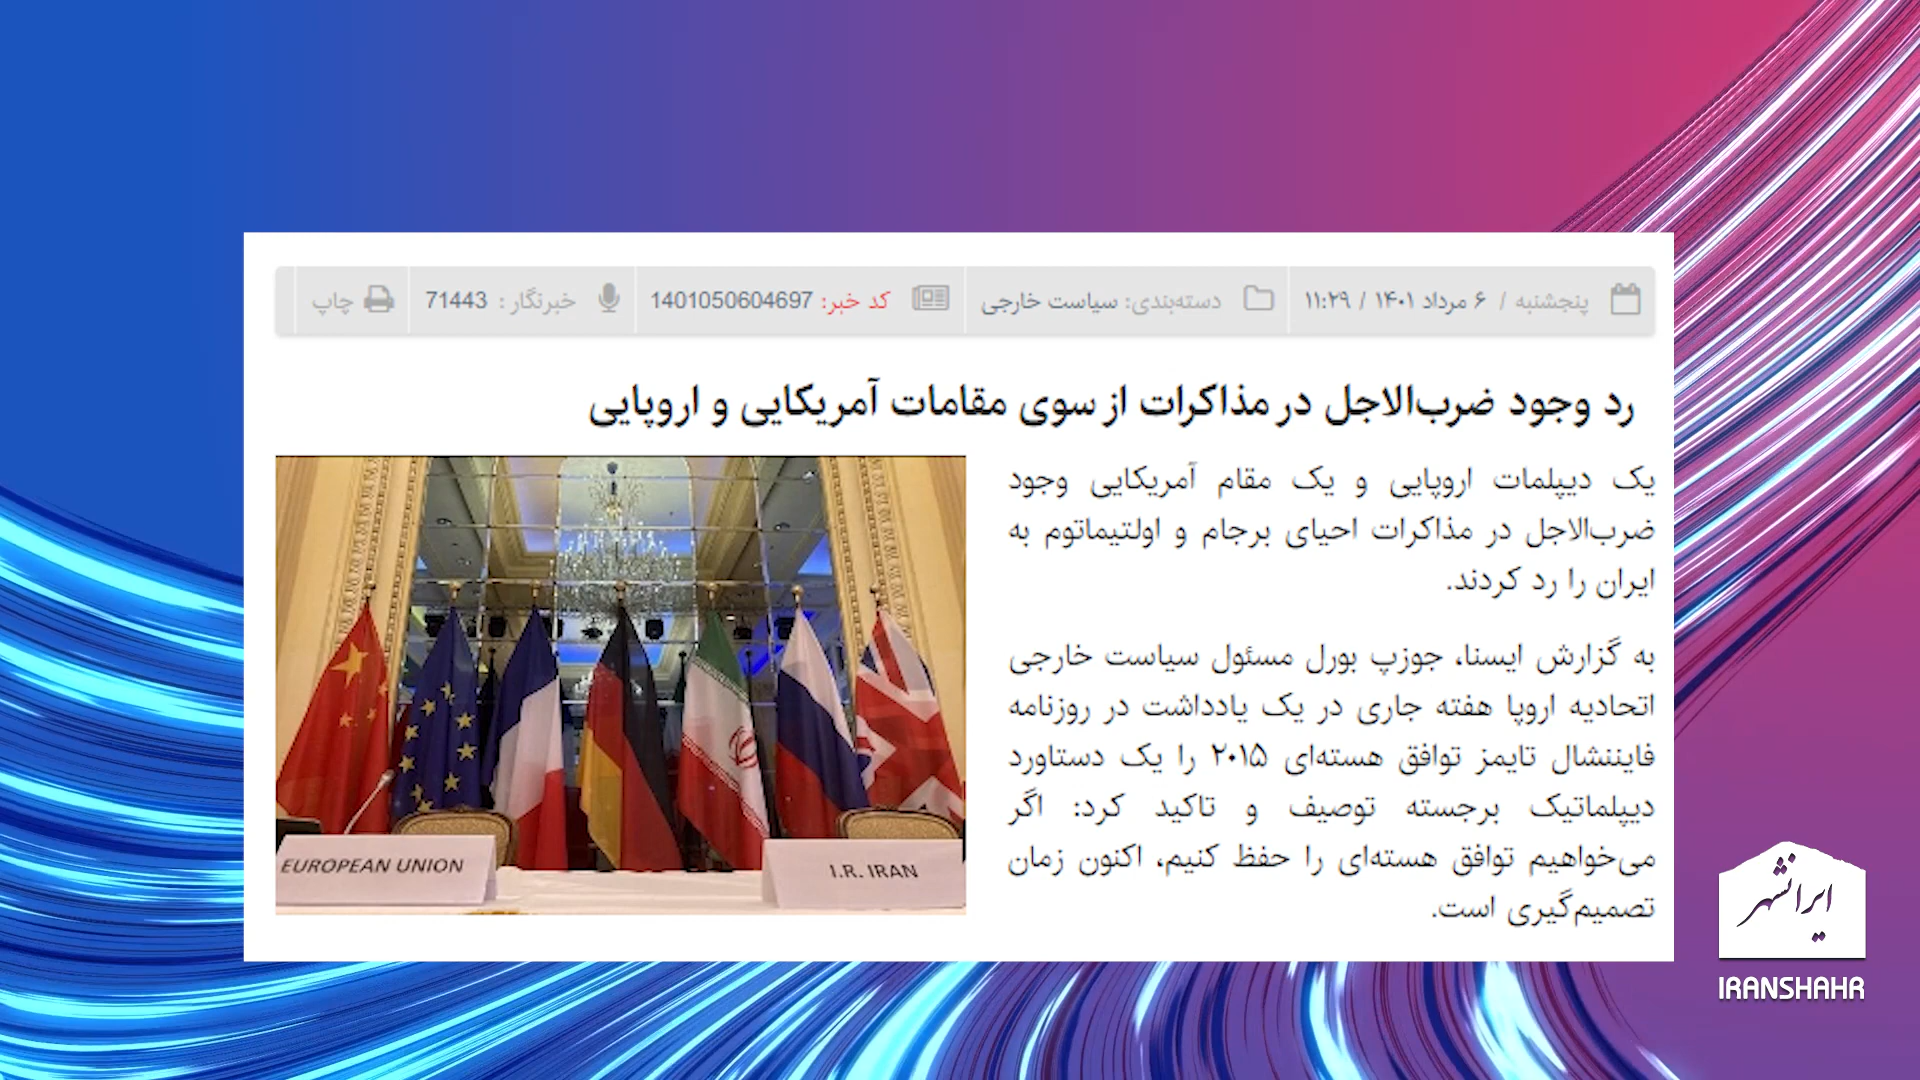 پنجشنبه / ۶ مرداد ۱۴۰۱ / ۱۱:۲۹
دسته‌بندی: سیاست خارجی
کد خبر: 1401050604697
خبرنگار : 71443
چاپ
رد وجود ضرب‌الاجل در مذاکرات از سوی مقامات آمریکایی و اروپایی
یک دیپلمات اروپایی و یک مقام آمریکایی وجود
ضرب‌الاجل در مذاکرات احیای برجام و اولتیماتوم به
ایران را رد کردند.
به گزارش ایسنا، جوزپ بورل مسئول سیاست خارجی
اتحادیه اروپا هفته جاری در یک یادداشت در روزنامه
فایننشال تایمز توافق هسته‌ای ۲۰۱۵ را یک دستاورد
دیپلماتیک برجسته توصیف و تاکید کرد: اگر
می‌خواهیم توافق هسته‌ای را حفظ کنیم، اکنون زمان
تصمیم‌گیری است.
EUROPEAN UNION
I.R. IRAN
ایرانشهر
IRANSHAHR